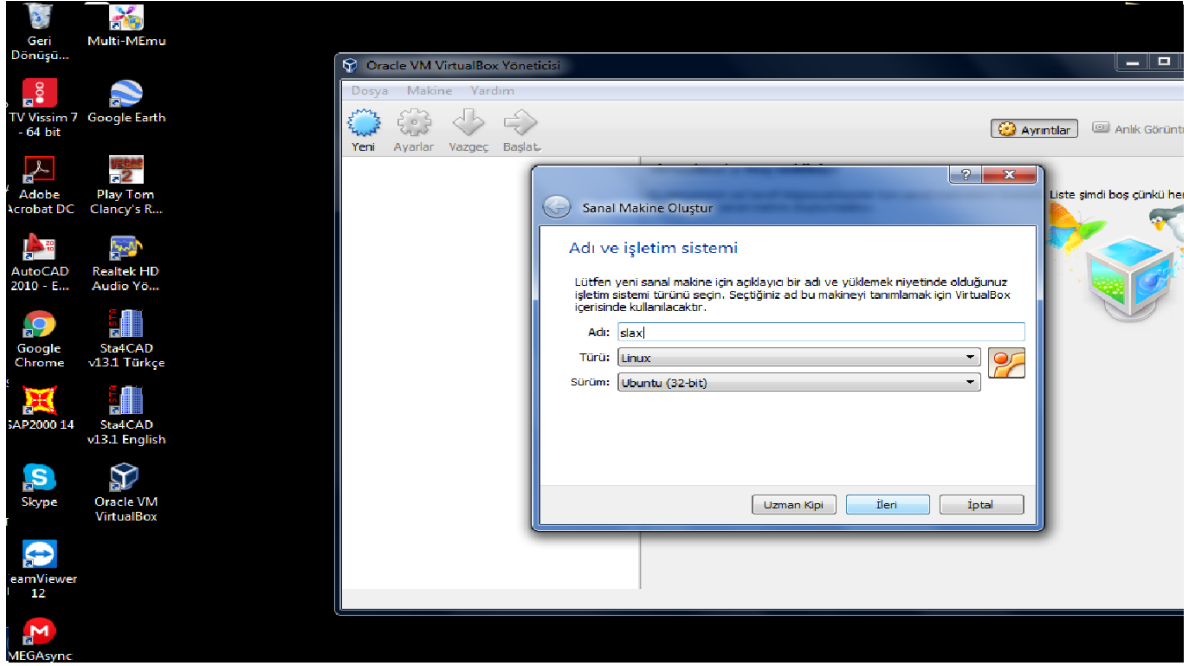 Geri
Dönüşü...
Multi-MEmu
TV Vissim 7
- 64 bit
Google Earth
Adobe
Acrobat DC
Play Tom
Clancy's R...
AutoCAD
2010 - E...
Realtek HD
Audio Yö...
Google
Chrome
Sta4CAD
v13.1 Türkçe
SAP2000 14
Sta4CAD
v13.1 English
Skype
Oracle VM
VirtualBox
eamViewer
12
MEGAsync
Oracle VM VirtualBox Yöneticisi
Dosya Makine Yardım
Yeni Ayarlar Vazgeç Başlat
Ayrıntılar Anlık Görüntü
Liste şimdi boş çünkü hen
Sanal Makine Oluştur
Adı ve işletim sistemi
Lütfen yeni sanal makine için açıklayıcı bir adı ve yüklemek niyetinde olduğunuz
işletim sistemi türünü seçin. Seçtiğiniz ad bu makineyi tanımlamak için VirtualBox
içerisinde kullanılacaktır.
Adı: slax
Türü: Linux
Sürüm: Ubuntu (32-bit)
Uzman Kipi İleri İptal